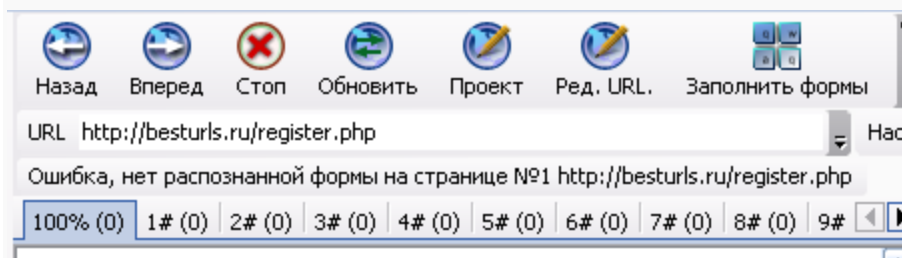 Назад Вперед Стоп Обновить Проект Ред. URL. Заполнить формы
URL http://besturls.ru/register.php
Ошибка, нет распознанной формы на странице №1 http://besturls.ru/register.php
100% (0) 1# (0) 2# (0) 3# (0) 4# (0) 5# (0) 6# (0) 7# (0) 8# (0) 9#